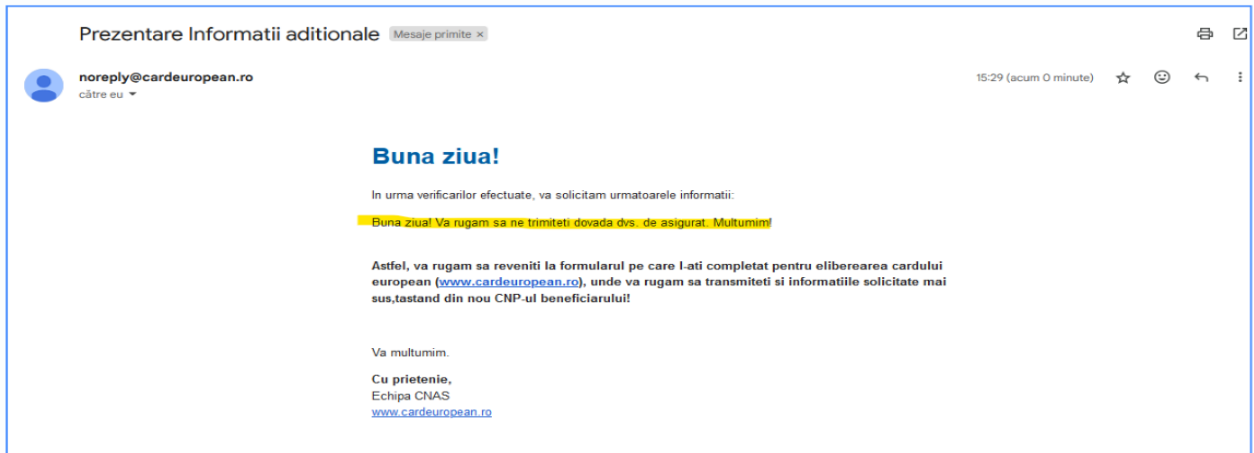 Prezentare Informatii aditionale Mesaje primite ×
noreply@cardeuropean.ro
către eu
15:29 (acum 0 minute)
Buna ziua!
In urma verificarilor efectuate, va solicitam urmatoarele informatii:
Buna ziua! Va rugam sa ne trimiteti dovada dvs. de asigurat. Multumim!
Astfel, va rugam sa reveniti la formularul pe care l-ati completat pentru eliberearea cardului
european (www.cardeuropean.ro), unde va rugam sa transmiteti si informatiile solicitate mai
sus,tastand din nou CNP-ul beneficiarului!
Va multumim.
Cu prietenie,
Echipa CNAS
www.cardeuropean.ro